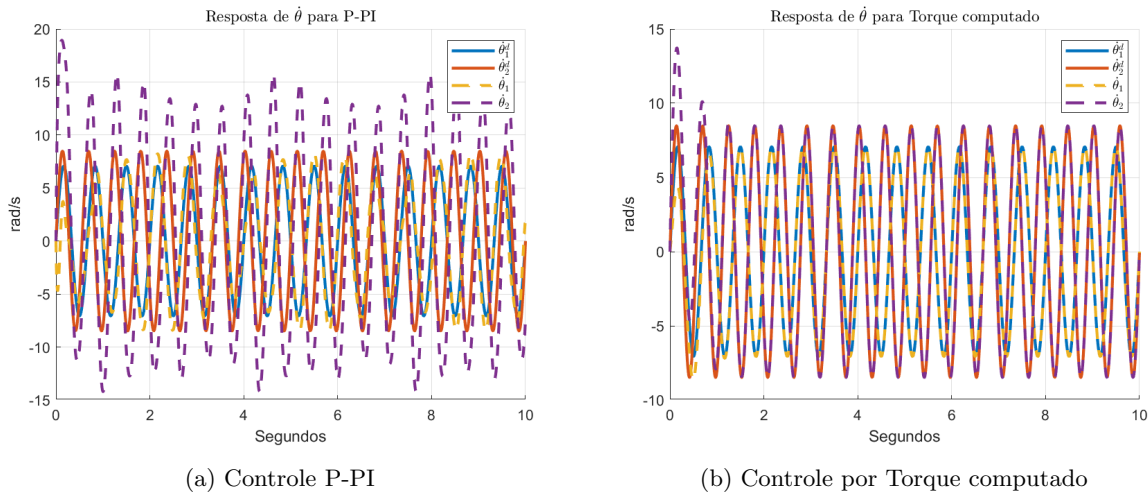 Resposta de θ̇ para P-PI
20
15
10
5
0
-5
-10
-15
0
2
4
6
8
10
rad/s
Segundos
θ̇₁ᵈ
θ̇₂ᵈ
θ̇₁
θ̇₂
(a) Controle P-PI
Resposta de θ̇ para Torque computado
15
10
5
0
-5
-10
0
2
4
6
8
10
rad/s
Segundos
θ̇₁ᵈ
θ̇₂ᵈ
θ̇₁
θ̇₂
(b) Controle por Torque computado